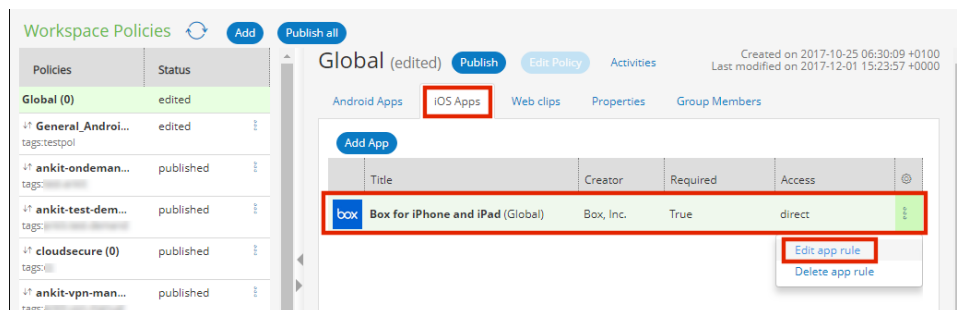 Workspace Policies Add Publish all
Policies Status
Global (0) edited
General_Androi... edited
tags:testpol
ankit-ondeman... published
tags:
ankit-test-dem... published
tags:
cloudsecure (0) published
tags:
ankit-vpn-man... published
tags:
Global (edited) Publish Edit Policy Activities
Created on 2017-10-25 06:30:09 +0100
Last modified on 2017-12-01 15:23:57 +0000
Android Apps iOS Apps Web clips Properties Group Members
Add App
Title Creator Required Access
box Box for iPhone and iPad (Global) Box, Inc. True direct
Edit app rule
Delete app rule